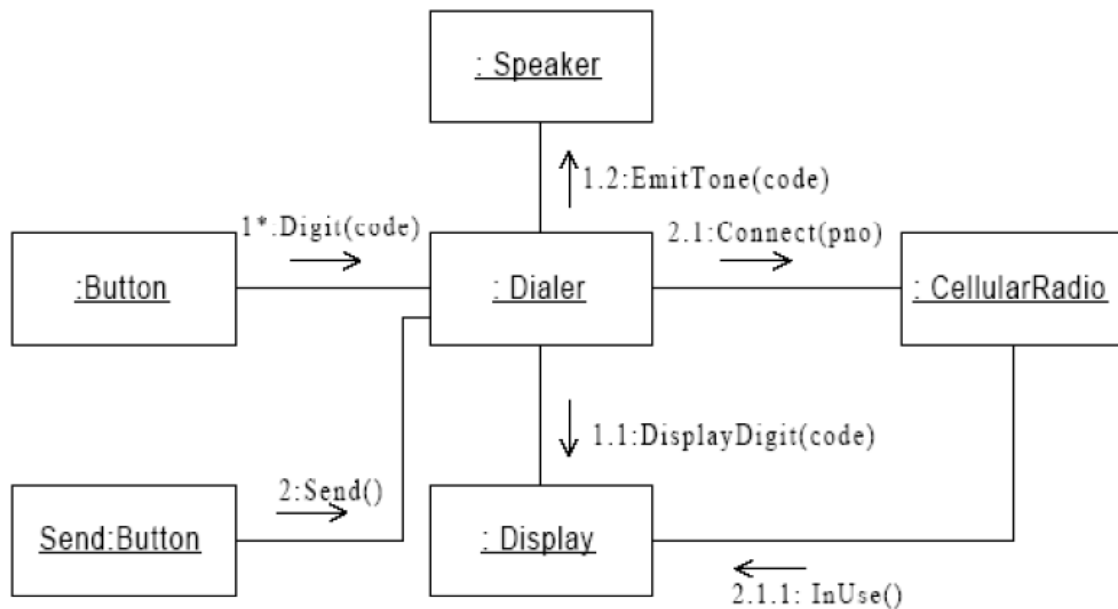 : Speaker
1.2:EmitTone(code)
1*:Digit(code)
2.1:Connect(pno)
:Button
: Dialer
: CellularRadio
1.1:DisplayDigit(code)
2:Send()
Send:Button
: Display
2.1.1: InUse()